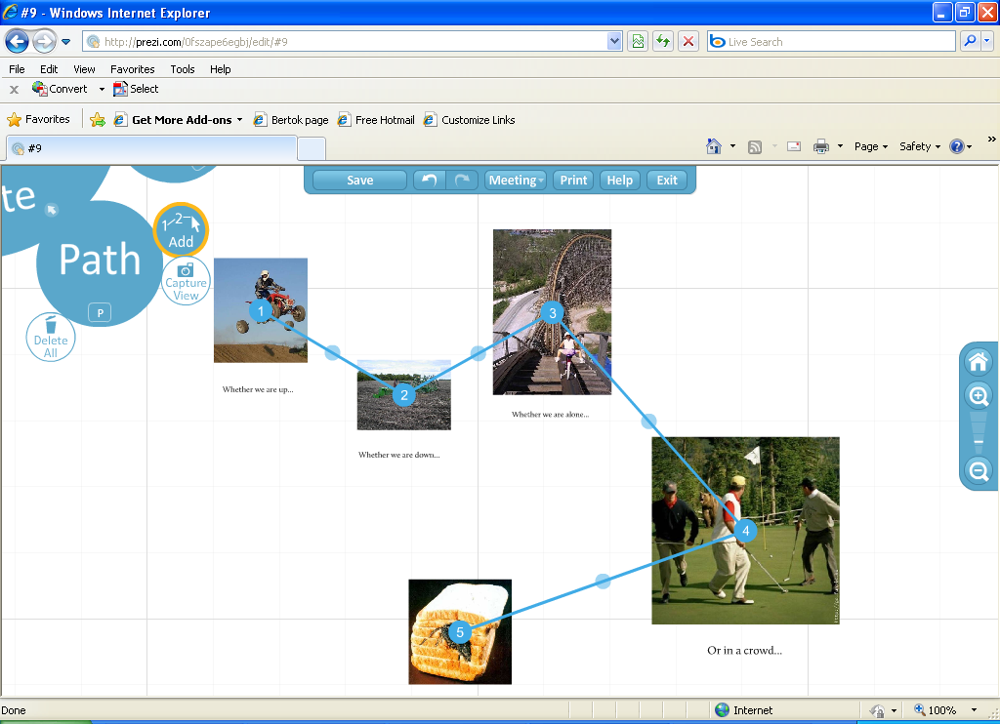 #9 - Windows Internet Explorer
http://prezi.com/0fszape6egbj/edit/#9
Live Search
File Edit View Favorites Tools Help
x Convert Select
Favorites Get More Add-ons Bertok page Free Hotmail Customize Links
#9 Page Safety »
Save Meeting Print Help Exit
te
1 2 Add
Path
Capture
View
P
Delete
All
1
2
3
4
5
Whether we are up...
Whether we are down...
Whether we are alone...
Or in a crowd...
Done Internet 100%